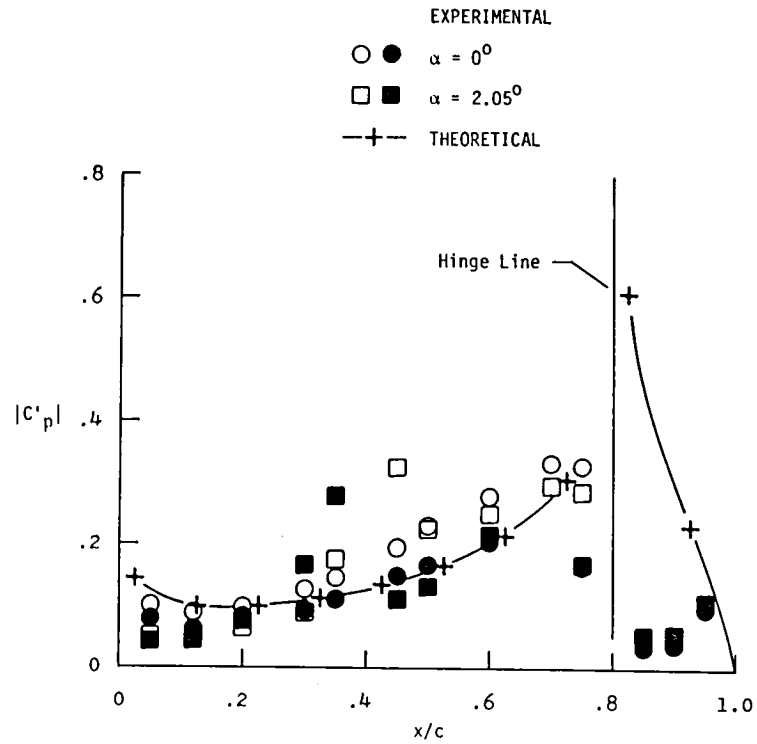 EXPERIMENTAL
α = 0°
α = 2.05°
THEORETICAL
.8
Hinge Line
.6
|C'p|
.4
.2
0
0 .2 .4 .6 .8 1.0
x/c